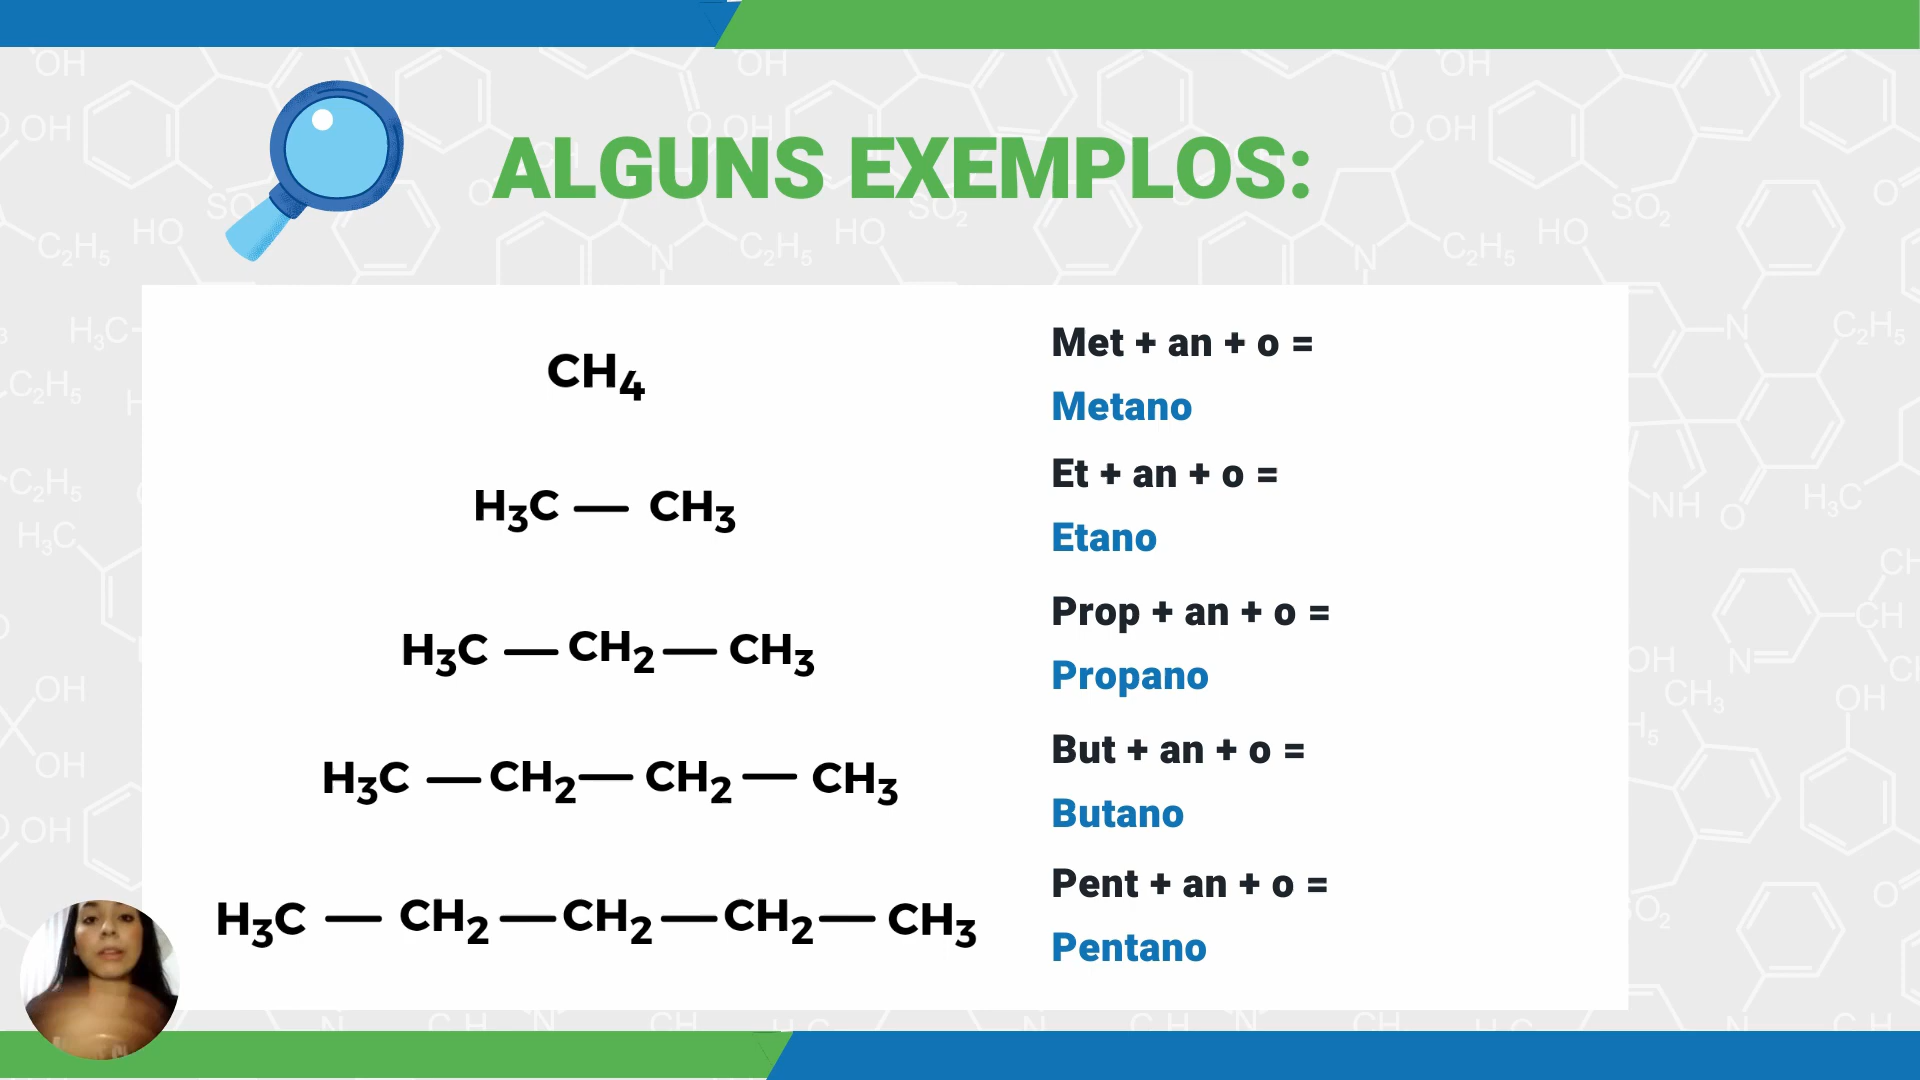 ALGUNS EXEMPLOS:
CH₄
Met + an + o =
Metano
H₃C — CH₃
Et + an + o =
Etano
H₃C — CH₂ — CH₃
Prop + an + o =
Propano
H₃C — CH₂ — CH₂ — CH₃
But + an + o =
Butano
H₃C — CH₂ — CH₂ — CH₂ — CH₃
Pent + an + o =
Pentano